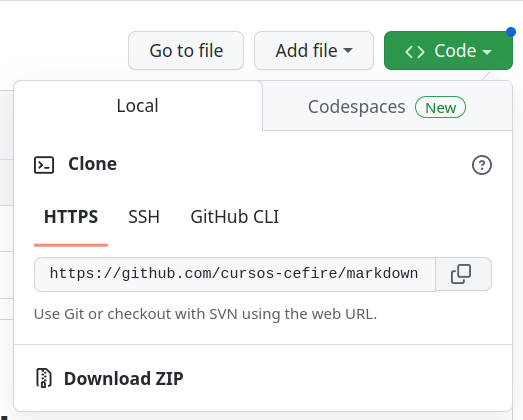 Go to file
Add file
Code
Local
Codespaces New
Clone
HTTPS SSH GitHub CLI
https://github.com/cursos-cefire/markdown
Use Git or checkout with SVN using the web URL.
Download ZIP